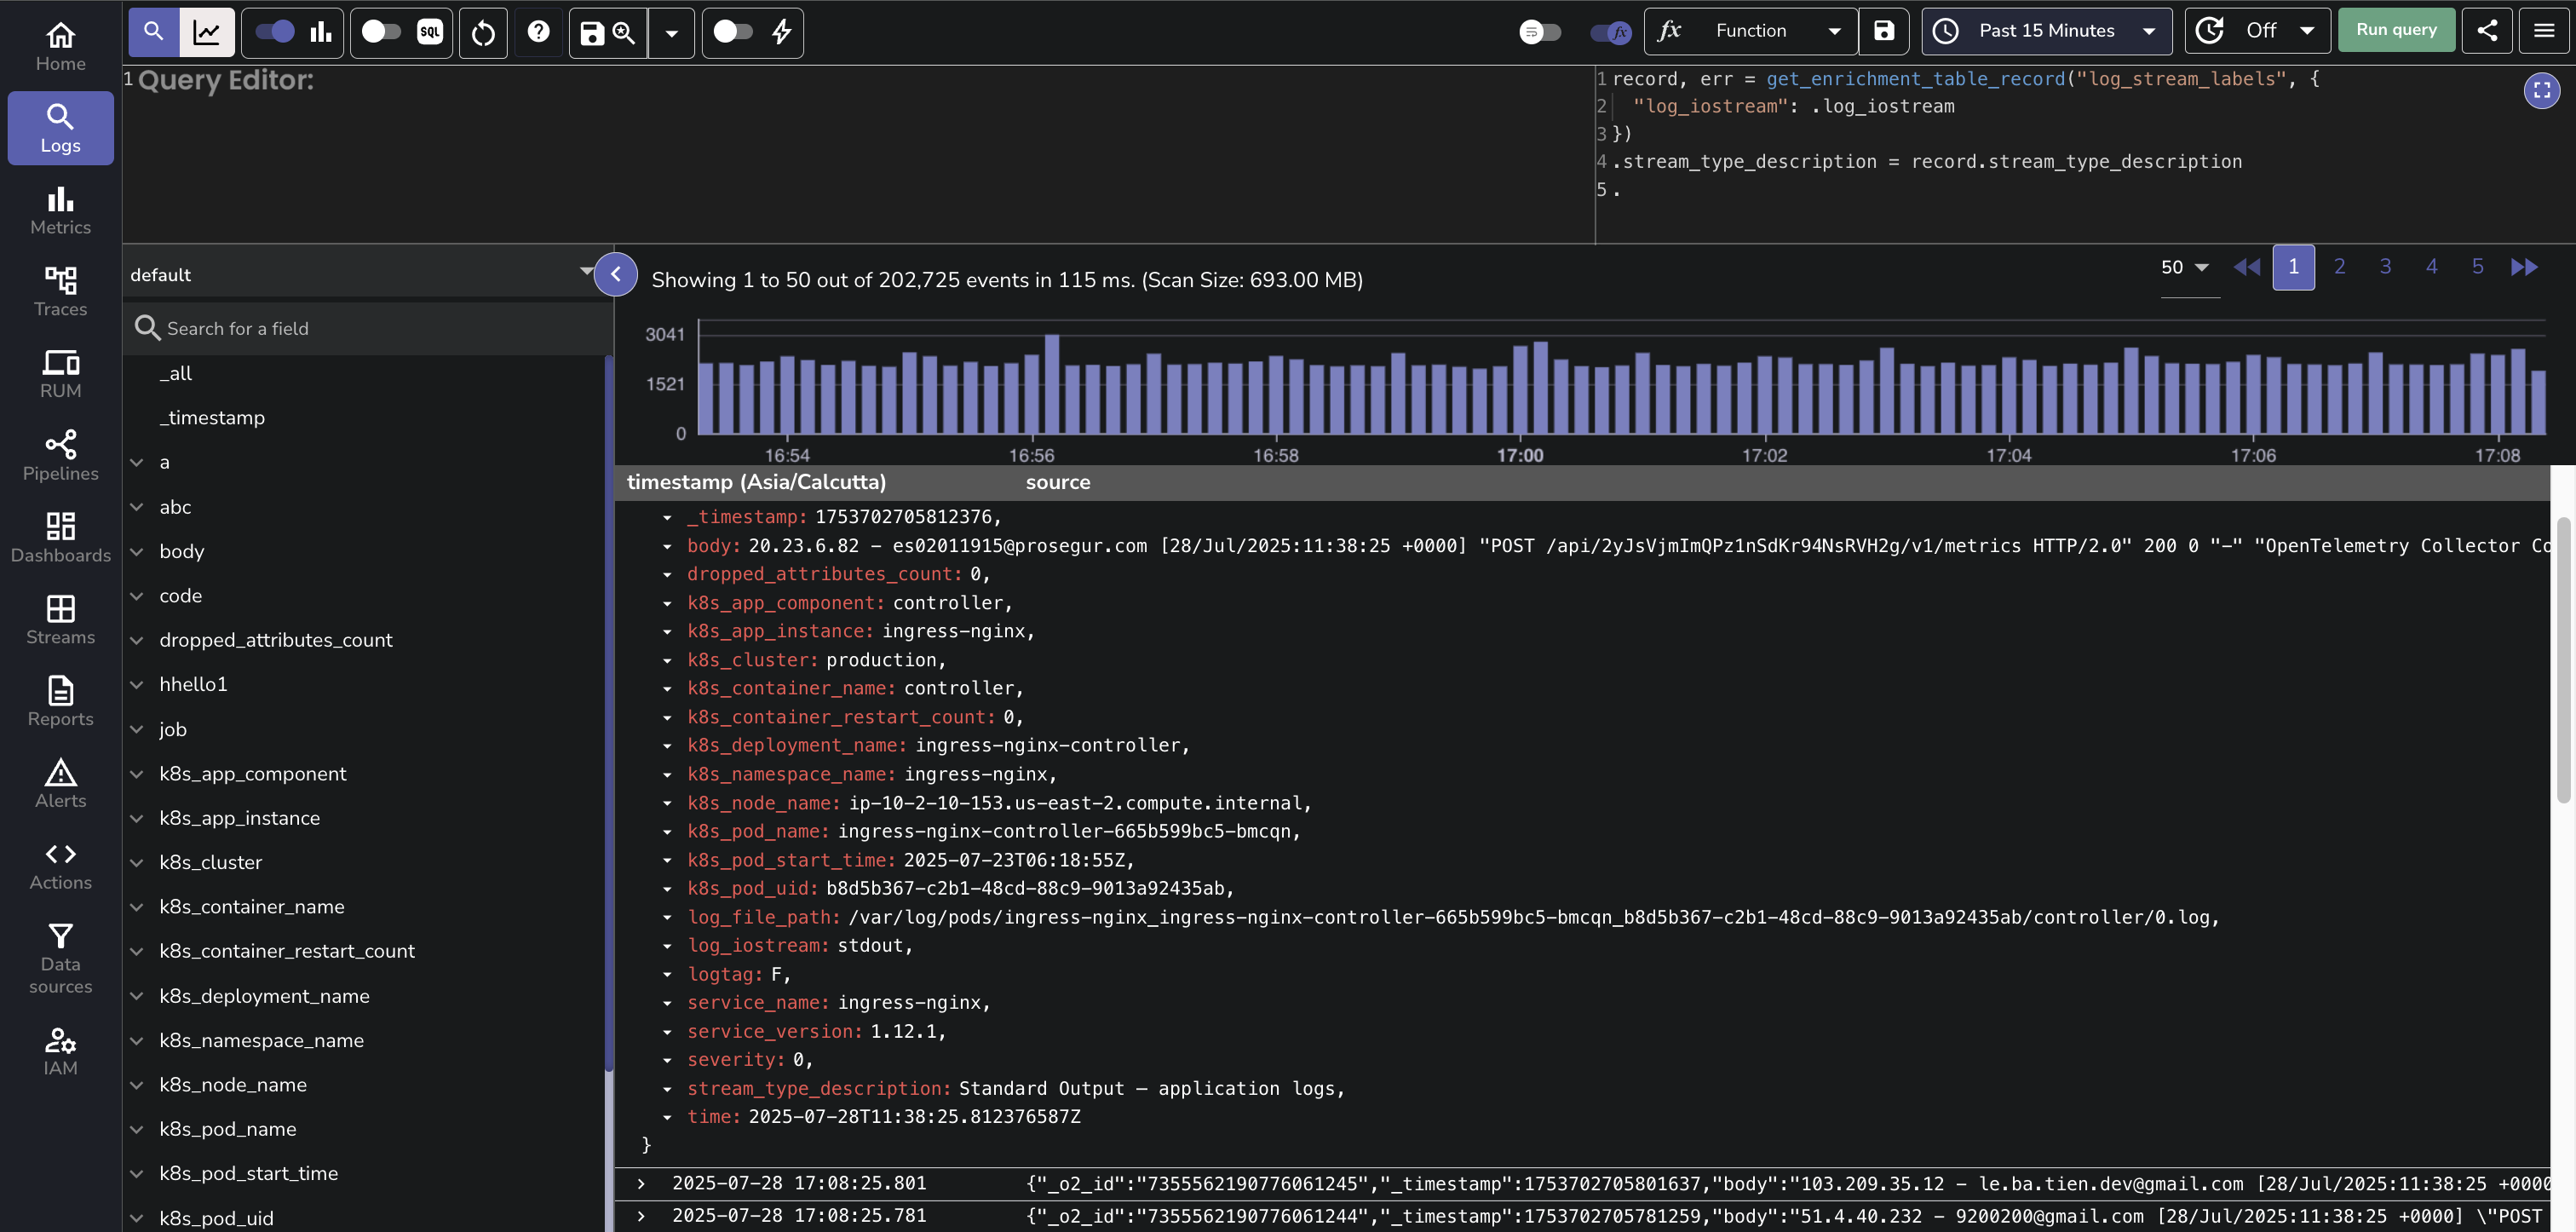 Home
Logs
Metrics
Traces
RUM
Pipelines
Dashboards
Streams
Reports
Alerts
Actions
Data
sources
IAM
SQL
fx
fx Function
Past 15 Minutes
Off
Run query
1 Query Editor:
1 record, err = get_enrichment_table_record("log_stream_labels", {
2 "log_iostream": .log_iostream
3 })
4 .stream_type_description = record.stream_type_description
5 .
default
Search for a field
_all
_timestamp
a
abc
body
code
dropped_attributes_count
hhello1
job
k8s_app_component
k8s_app_instance
k8s_cluster
k8s_container_name
k8s_container_restart_count
k8s_deployment_name
k8s_namespace_name
k8s_node_name
k8s_pod_name
k8s_pod_start_time
k8s_pod_uid
Showing 1 to 50 out of 202,725 events in 115 ms. (Scan Size: 693.00 MB)
50 1 2 3 4 5
3041
1521
0
16:54 16:56 16:58 17:00 17:02 17:04 17:06 17:08
timestamp (Asia/Calcutta) source
_timestamp: 1753702705812376,
body: 20.23.6.82 - es02011915@prosegur.com [28/Jul/2025:11:38:25 +0000] "POST /api/2yJsVjmImQPz1nSdKr94NsRVH2g/v1/metrics HTTP/2.0" 200 0 "-" "OpenTelemetry Collector Co
dropped_attributes_count: 0,
k8s_app_component: controller,
k8s_app_instance: ingress-nginx,
k8s_cluster: production,
k8s_container_name: controller,
k8s_container_restart_count: 0,
k8s_deployment_name: ingress-nginx-controller,
k8s_namespace_name: ingress-nginx,
k8s_node_name: ip-10-2-10-153.us-east-2.compute.internal,
k8s_pod_name: ingress-nginx-controller-665b599bc5-bmcqn,
k8s_pod_start_time: 2025-07-23T06:18:55Z,
k8s_pod_uid: b8d5b367-c2b1-48cd-88c9-9013a92435ab,
log_file_path: /var/log/pods/ingress-nginx_ingress-nginx-controller-665b599bc5-bmcqn_b8d5b367-c2b1-48cd-88c9-9013a92435ab/controller/0.log,
log_iostream: stdout,
logtag: F,
service_name: ingress-nginx,
service_version: 1.12.1,
severity: 0,
stream_type_description: Standard Output – application logs,
time: 2025-07-28T11:38:25.812376587Z
}
2025-07-28 17:08:25.801 {"_o2_id":"7355562190776061245","_timestamp":1753702705801637,"body":"103.209.35.12 - le.ba.tien.dev@gmail.com [28/Jul/2025:11:38:25 +0000
2025-07-28 17:08:25.781 {"_o2_id":"7355562190776061244","_timestamp":1753702705781259,"body":"51.4.40.232 - 9200200@gmail.com [28/Jul/2025:11:38:25 +0000] \"POST